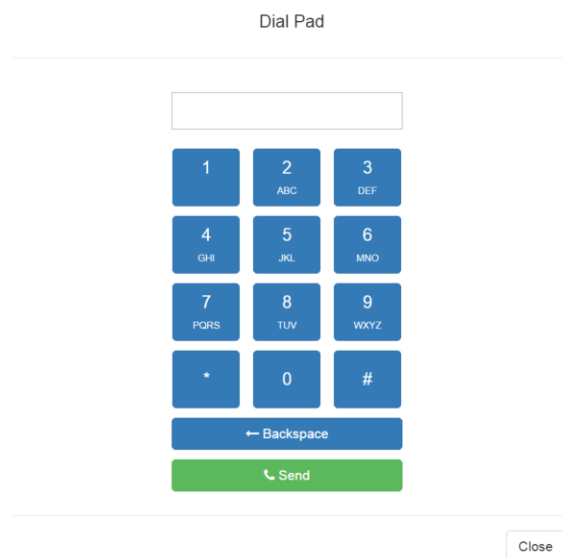 Dial Pad
1 2 3
ABC DEF
4 5 6
GHI JKL MNO
7 8 9
PQRS TUV WXYZ
* 0 #
← Backspace
Send
Close